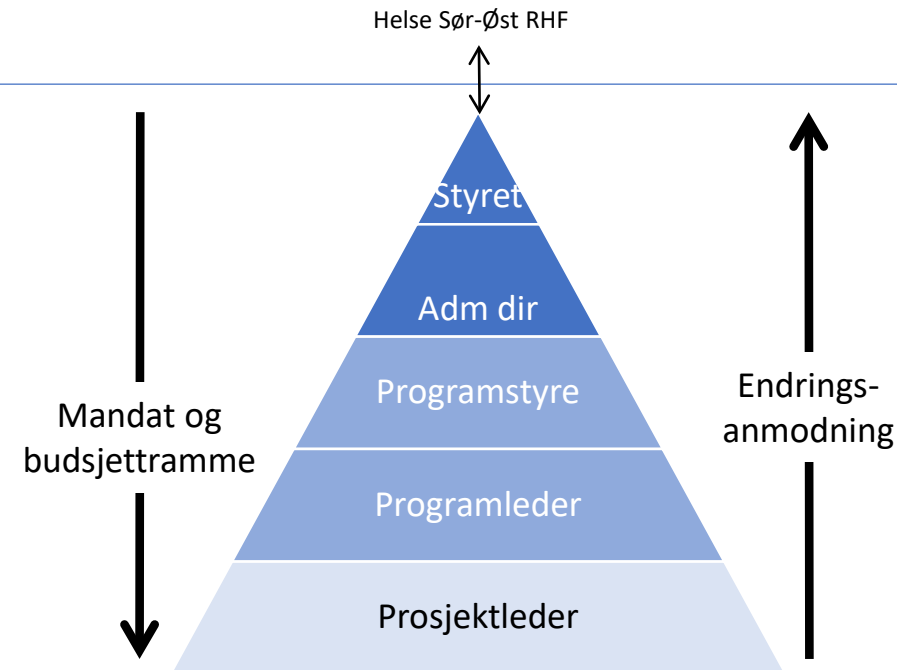 Helse Sør-Øst RHF
Styret
Adm dir
Programstyre
Programleder
Prosjektleder
Mandat og
budsjettramme
Endrings-
anmodning